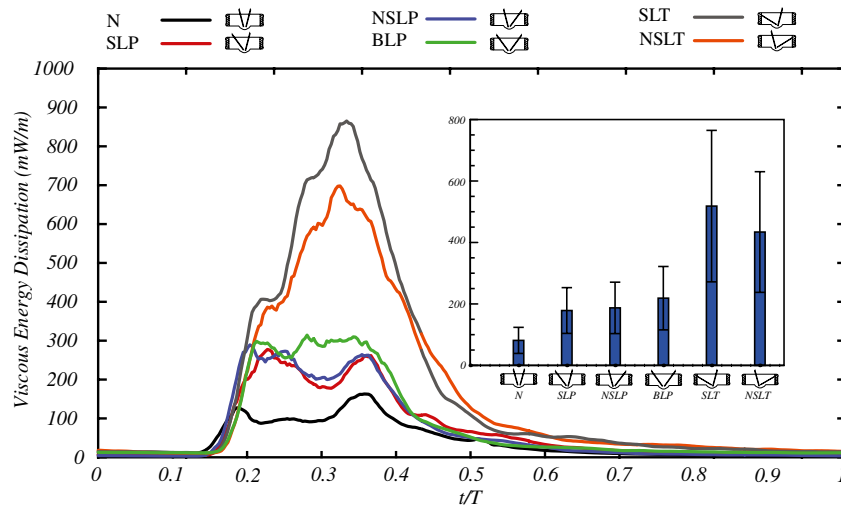 N NSLP SLT
SLP BLP NSLT
1000
900
800
700
600
500
400
300
200
100
0
Viscous Energy Dissipation (mW/m)
0 0.1 0.2 0.3 0.4 0.5 0.6 0.7 0.8 0.9 1
t/T
800
600
400
200
0
N SLP NSLP BLP SLT NSLT